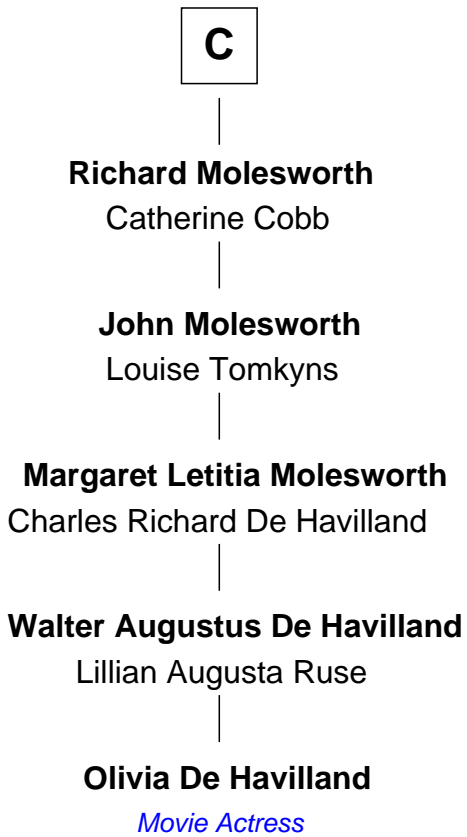 C
Richard Molesworth
Catherine Cobb
John Molesworth
Louise Tomkyns
Margaret Letitia Molesworth
Charles Richard De Havilland
Walter Augustus De Havilland
Lillian Augusta Ruse
Olivia De Havilland
Movie Actress